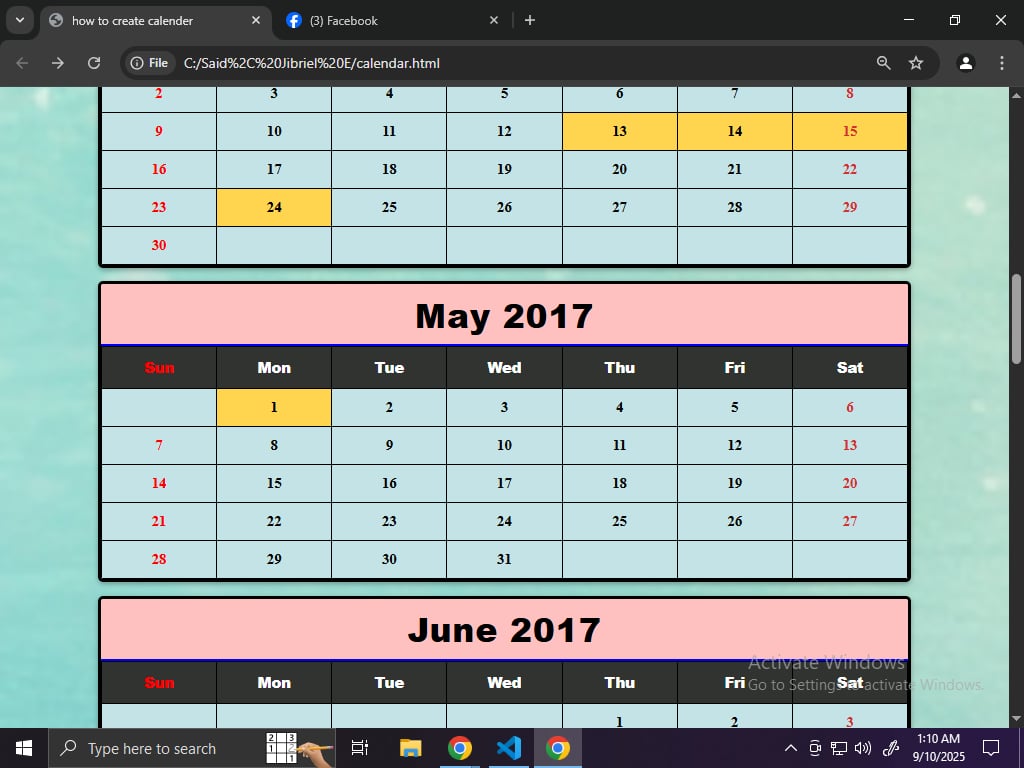 how to create calender
(3) Facebook
File C:/Said%2C%20Jibriel%20E/calendar.html
2 3 4 5 6 7 8
9 10 11 12 13 14 15
16 17 18 19 20 21 22
23 24 25 26 27 28 29
30
May 2017
Sun Mon Tue Wed Thu Fri Sat
1 2 3 4 5 6
7 8 9 10 11 12 13
14 15 16 17 18 19 20
21 22 23 24 25 26 27
28 29 30 31
June 2017
Sun Mon Tue Wed Thu Fri Sat
1 2 3
Activate Windows
Go to Settings to activate Windows.
Type here to search
1:10 AM
9/10/2025